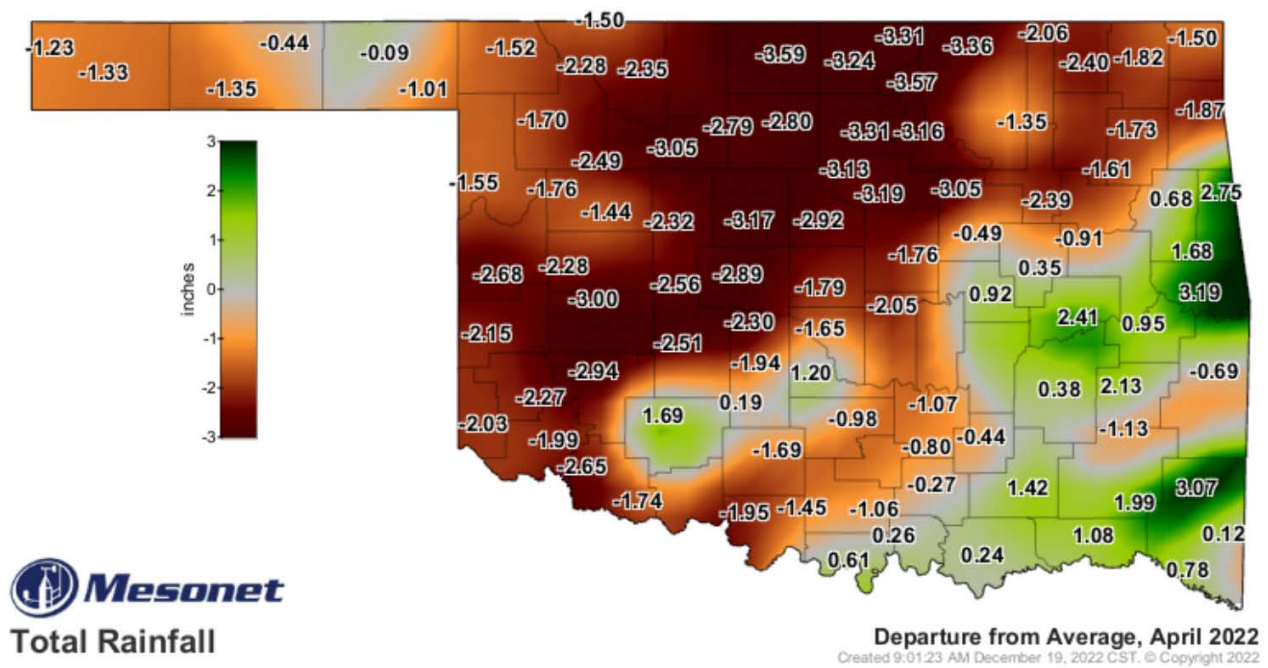 -1.50
-1.23 -0.44 -0.09 -1.52 -3.59 -3.31 -3.36 -2.06 -1.50
-1.33 -2.28 -2.35 -3.24 -2.40 -1.82
-1.35 -1.01 -3.57
-1.70 -2.79 -2.80 -3.31 -3.16 -1.35 -1.73 -1.87
-2.49 -3.05 -3.13 -1.61
-1.55 -1.76 -3.19 -3.05 -2.39 0.68 2.75
-1.44 -2.32 -3.17 -2.92 -0.49 -0.91
-1.76 0.35 1.68
-2.68 -2.28 -2.56 -2.89 -1.79 0.92 3.19
-3.00 -2.05
-2.15 -2.30 -1.65 2.41 0.95
-2.51
-2.94 -1.94 1.20 0.38 2.13 -0.69
-2.27 0.19 -1.07
-2.03 1.69 -0.98 -1.13
-1.99 -1.69 -0.80 -0.44
-2.65 -0.27 1.42 3.07
-1.74 -1.95 -1.45 -1.06 1.99
0.26 1.08 0.12
0.61 0.24 0.78
3
2
1
0
-1
-2
-3
inches
Mesonet
Total Rainfall
Departure from Average, April 2022
Created 9:01:23 AM December 19, 2022 CST. © Copyright 2022